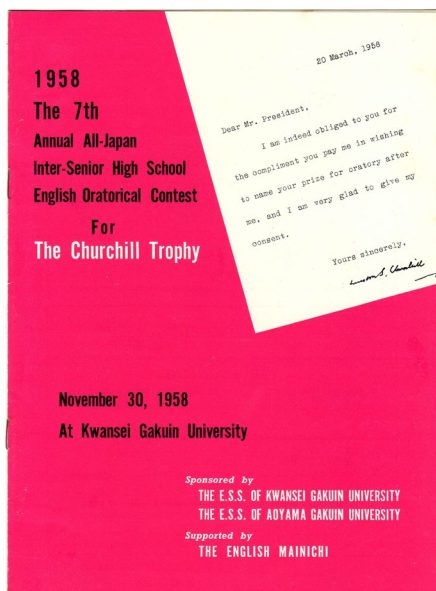 1958
The 7th
Annual All-Japan
Inter-Senior High School
English Oratorical Contest
For
The Churchill Trophy
20 March, 1958
Dear Mr. President,
I am indeed obliged to you for
the compliment you pay me in wishing
to name your prize for oratory after
me, and I am very glad to give my
consent.
Yours sincerely,
Winston S. Churchill
November 30, 1958
At Kwansei Gakuin University
Sponsored by
THE E.S.S. OF KWANSEI GAKUIN UNIVERSITY
THE E.S.S. OF AOYAMA GAKUIN UNIVERSITY
Supported by
THE ENGLISH MAINICHI